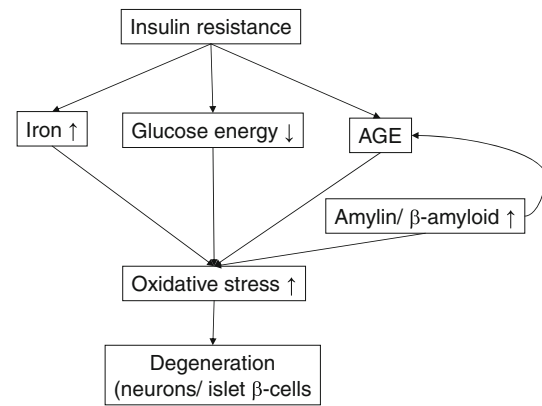 Insulin resistance
Iron ↑
Glucose energy ↓
AGE
Amylin/ β-amyloid ↑
Oxidative stress ↑
Degeneration
(neurons/ islet β-cells